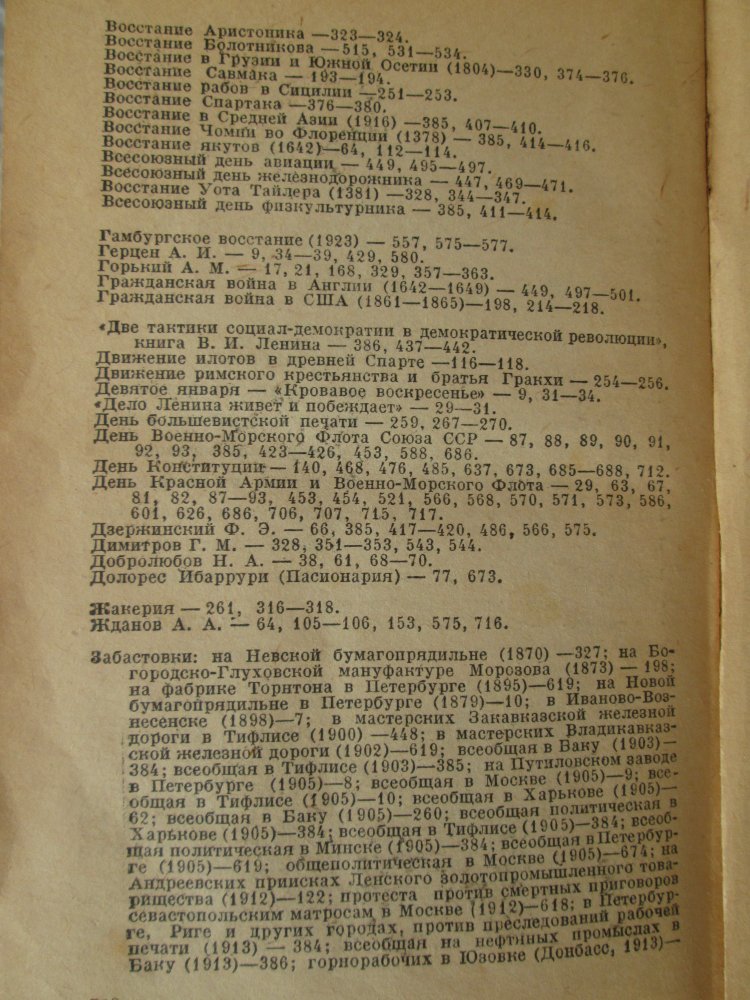 Восстание Аристоника —323—324.
Восстание Болотникова —515, 531—534.
Восстание в Грузии и Южной Осетии (1804)—330, 374—376.
Восстание Савмака — 193—194.
Восстание рабов в Сицилии —251—253.
Восстание Спартака —376—380.
Восстание в Средней Азии (1916) —385, 407—410.
Восстание Чомпи во Флоренции (1378) — 385, 414—416.
Восстание якутов (1642)—64, 112—114.
Всесоюзный день авиации — 449, 495—497.
Всесоюзный день железнодорожника — 447, 469—471.
Восстание Уота Тайлера (1381) —328, 344—347.
Всесоюзный день физкультурника — 385, 411—414.
Гамбургское восстание (1923) — 557, 575—577.
Герцен А. И. — 9, 34—39, 429, 580.
Горький А. М. — 17, 21, 168, 329, 357—363.
Гражданская война в Англии (1642—1649) — 449, 497—501.
Гражданская война в США (1861—1865)—198, 214—218.
«Две тактики социал-демократии в демократической революции»,
книга В. И. Ленина — 386, 437—442.
Движение илотов в древней Спарте —116—118.
Движение римского крестьянства и братья Гракхи — 254—256.
Девятое января — «Кровавое воскресенье» — 9, 31—34.
«Дело Ленина живет и побеждает» — 29—31.
День большевистской печати — 259, 267—270.
День Военно-Морского Флота Союза ССР — 87, 88, 89, 90, 91,
92, 93, 385, 423—426, 453, 588, 686.
День Конституции — 140, 468, 476, 485, 637, 673, 685—688, 712.
День Красной Армии и Военно-Морского Флота — 29, 63, 67,
81, 82, 87—93, 453, 454, 521, 566, 568, 570, 571, 573, 586,
601, 626, 686, 706, 707, 715, 717.
Дзержинский Ф. Э. — 66, 385, 417—420, 486, 566, 575.
Димитров Г. М. — 328, 351—353, 543, 544.
Добролюбов Н. А. — 38, 61, 68—70.
Долорес Ибаррури (Пасионария) — 77, 673.
Жакерия — 261, 316—318.
Жданов А. А. — 64, 105—106, 153, 575, 716.
Забастовки: на Невской бумагопрядильне (1870) —327; на Бо-
городско-Глуховской мануфактуре Морозова (1873) — 198;
на фабрике Торнтона в Петербурге (1895)—619; на Новой
бумагопрядильне в Петербурге (1879)—10; в Иваново-Воз-
несенске (1898)—7; в мастерских Закавказской железной
дороги в Тифлисе (1900) —448; в мастерских Владикавказ-
ской железной дороги (1902)—619; всеобщая в Баку (1903)—
384; всеобщая в Тифлисе (1903)—385; на Путиловском заводе
в Петербурге (1905)—8; всеобщая в Москве (1905)—9; все-
общая в Тифлисе (1905)—10; всеобщая в Харькове (1905)—
62; всеобщая в Баку (1905)—260; всеобщая политическая в
Харькове (1905)—384; всеобщая в Тифлисе (1905)—384; всеоб-
щая политическая в Минске (1905)—384; всеобщая в Петербур-
ге (1905)—619; общеполитическая в Москве (1905)—674; на
Андреевских приисках Ленского золотопромышленного това-
рищества (1912)—122; протеста против смертных приговоров
севастопольским матросам в Москве (1912)—618; в Петербур-
ге, Риге и других городах, против преследований рабочей
печати (1913) — 384; всеобщая на нефтяных промыслах в
Баку (1913)—386; горнорабочих в Юзовке (Донбасс, 1913)—